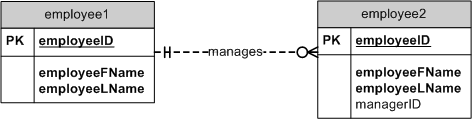 employee1
PK employeeID
employeeFName
employeeLName
manages
employee2
PK employeeID
employeeFName
employeeLName
managerID